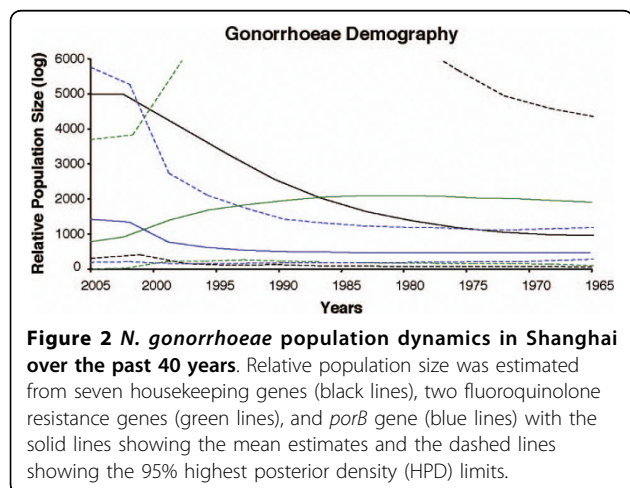 Gonorrhoeae Demography
Relative Population Size (log)
6000
5000
4000
3000
2000
1000
0
2005 2000 1995 1990 1985 1980 1975 1970 1965
Years
Figure 2 N. gonorrhoeae population dynamics in Shanghai
over the past 40 years. Relative population size was estimated
from seven housekeeping genes (black lines), two fluoroquinolone
resistance genes (green lines), and porB gene (blue lines) with the
solid lines showing the mean estimates and the dashed lines
showing the 95% highest posterior density (HPD) limits.